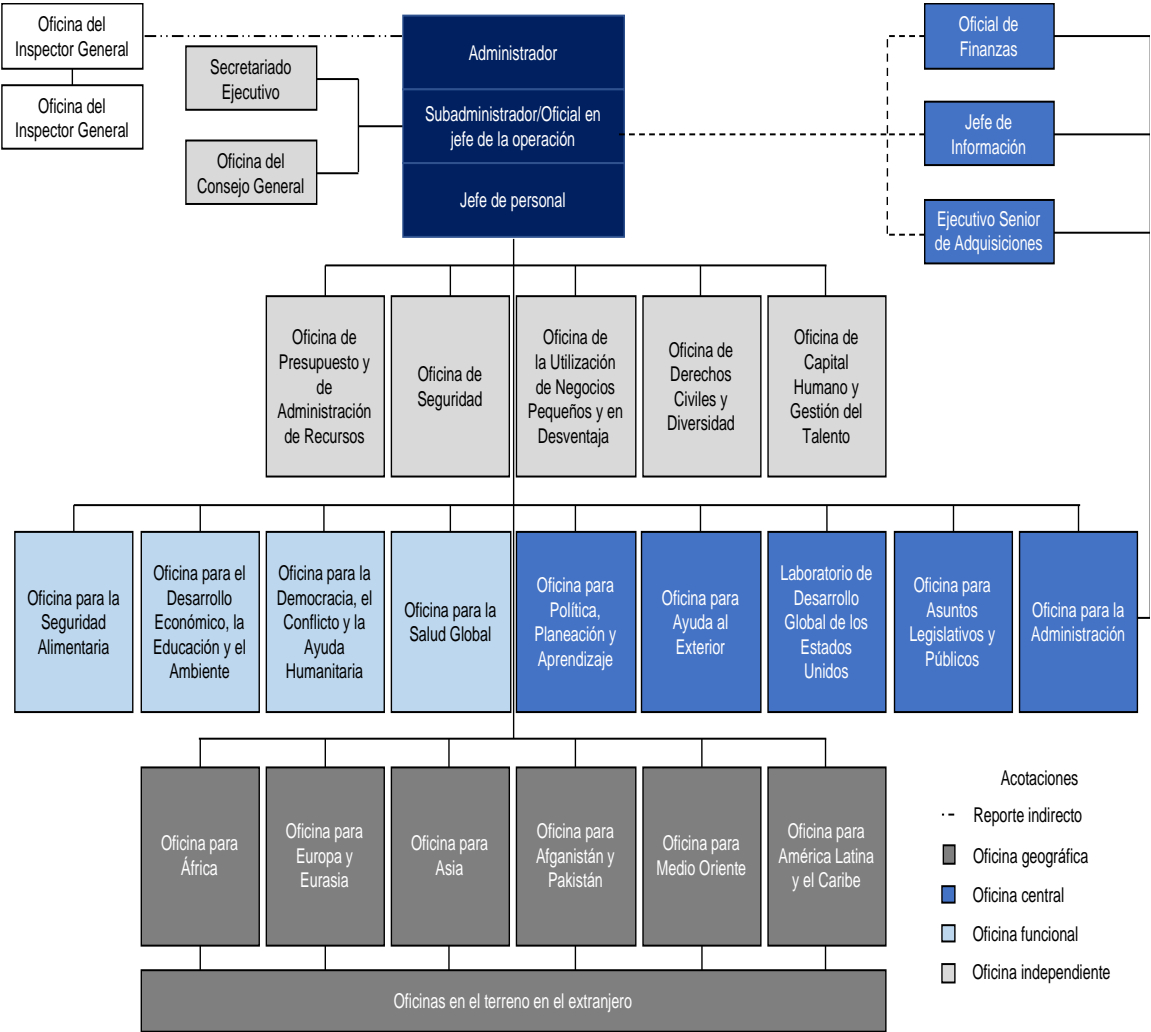 Oficina del
Inspector General
Oficina del
Inspector General
Secretariado
Ejecutivo
Oficina del
Consejo General
Administrador
Subadministrador/Oficial en
jefe de la operación
Jefe de personal
Oficial de
Finanzas
Jefe de
Información
Ejecutivo Senior
de Adquisiciones
Oficina de
Presupuesto y
de
Administración
de Recursos
Oficina de
Seguridad
Oficina de
la Utilización
de Negocios
Pequeños y en
Desventaja
Oficina de
Derechos
Civiles y
Diversidad
Oficina de
Capital
Humano y
Gestión del
Talento
Oficina para la
Seguridad
Alimentaria
Oficina para el
Desarrollo
Económico, la
Educación y el
Ambiente
Oficina para la
Democracia, el
Conflicto y la
Ayuda
Humanitaria
Oficina para la
Salud Global
Oficina para
Política,
Planeación y
Aprendizaje
Oficina para
Ayuda al
Exterior
Laboratorio de
Desarrollo
Global de los
Estados
Unidos
Oficina para
Asuntos
Legislativos y
Públicos
Oficina para la
Administración
Oficina para
África
Oficina para
Europa y
Eurasia
Oficina para
Asia
Oficina para
Afganistán y
Pakistán
Oficina para
Medio Oriente
Oficina para
América Latina
y el Caribe
Oficinas en el terreno en el extranjero
Acotaciones
Reporte indirecto
Oficina geográfica
Oficina central
Oficina funcional
Oficina independiente